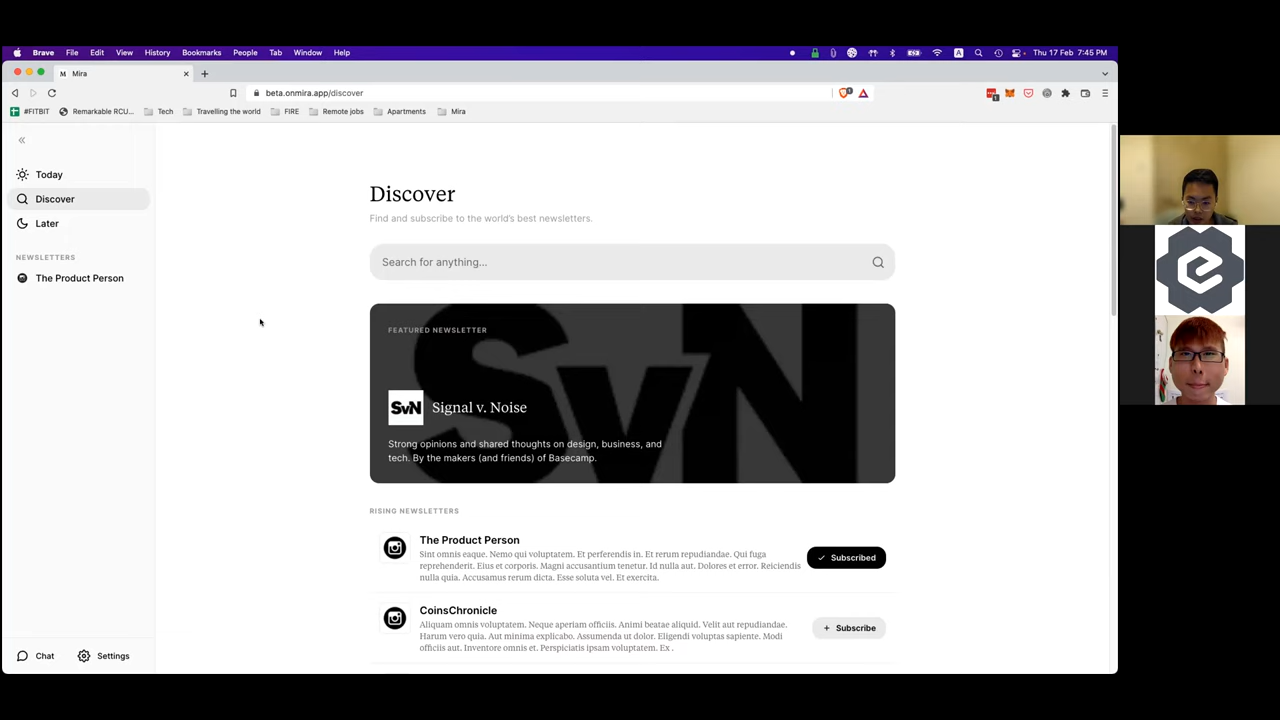 Brave File Edit View History Bookmarks People Tab Window Help
A Thu 17 Feb 7:45 PM
M Mira
beta.onmira.app/discover
#FITBIT Remarkable RCU... Tech Travelling the world FIRE Remote jobs Apartments Mira
Today
Discover
Later
NEWSLETTERS
The Product Person
Chat Settings
Discover
Find and subscribe to the world's best newsletters.
Search for anything...
FEATURED NEWSLETTER
SvN
SvN Signal v. Noise
Strong opinions and shared thoughts on design, business, and
tech. By the makers (and friends) of Basecamp.
RISING NEWSLETTERS
The Product Person
Sint omnis eaque. Nemo qui voluptatem. Et perferendis in. Et rerum repudiandae. Qui fuga
reprehenderit. Eius et corporis. Magni accusantium tenetur. Id nulla aut. Dolores et error. Reiciendis
nulla quia. Accusamus rerum dicta. Esse soluta vel. Et exercita.
Subscribed
CoinsChronicle
Aliquam omnis voluptatem. Neque aperiam officiis. Animi beatae aliquid. Velit aut repudiandae.
Harum vero quia. Aut minima explicabo. Assumenda ut dolor. Eligendi voluptas sapiente. Modi
officiis aut. Inventore omnis et. Perspiciatis ipsam voluptatem. Ex .
+ Subscribe